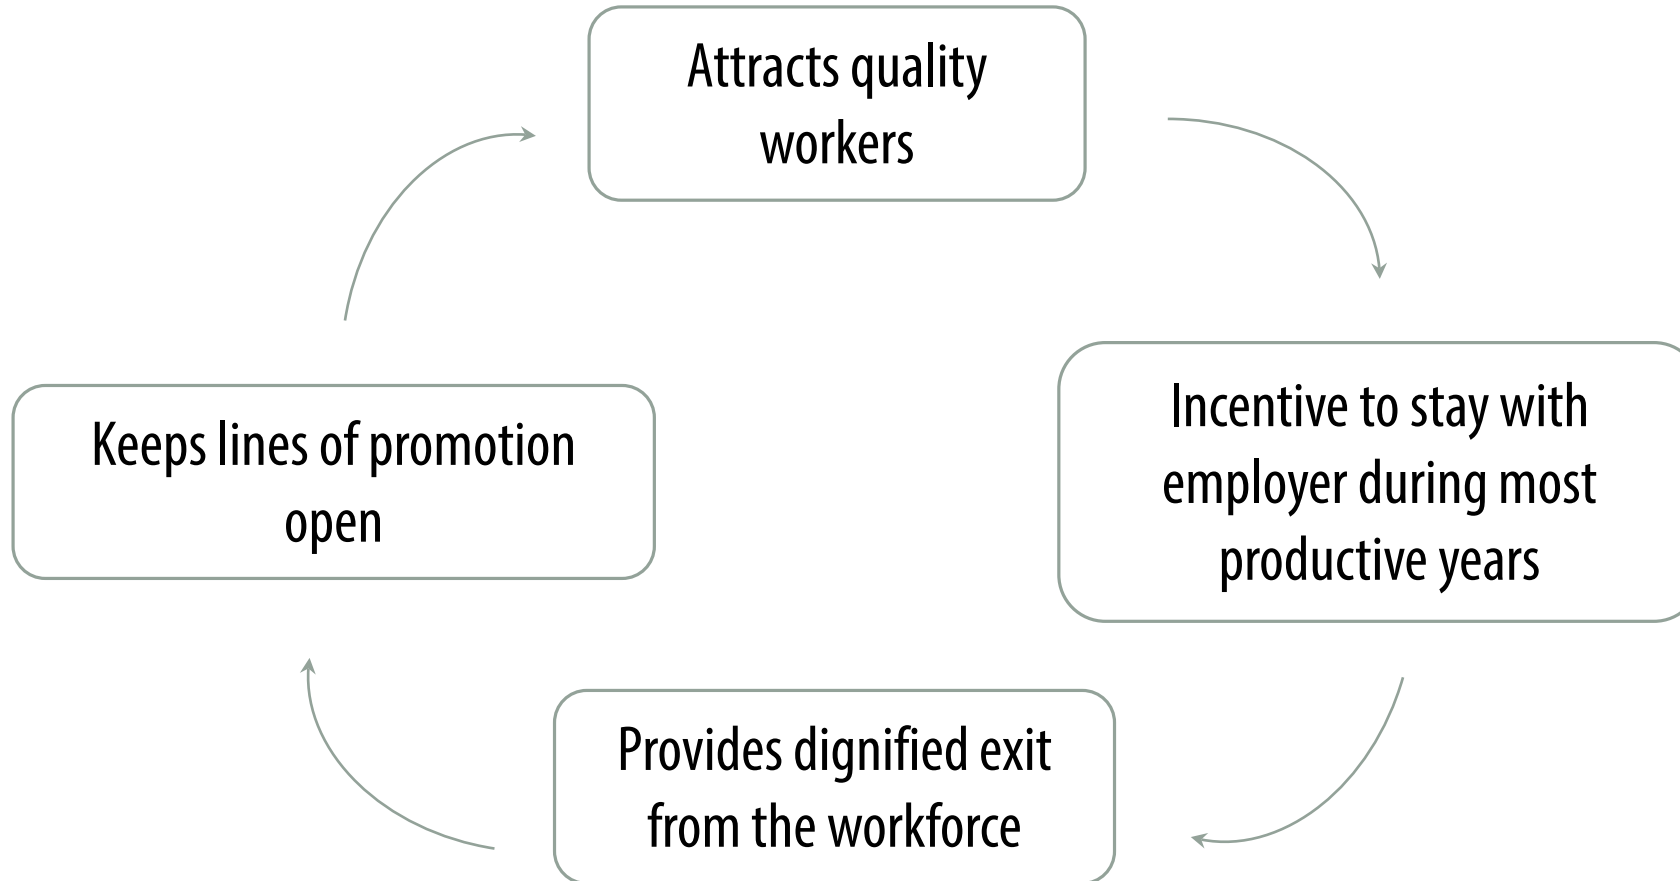 Attracts quality
workers
Incentive to stay with
employer during most
productive years
Provides dignified exit
from the workforce
Keeps lines of promotion
open